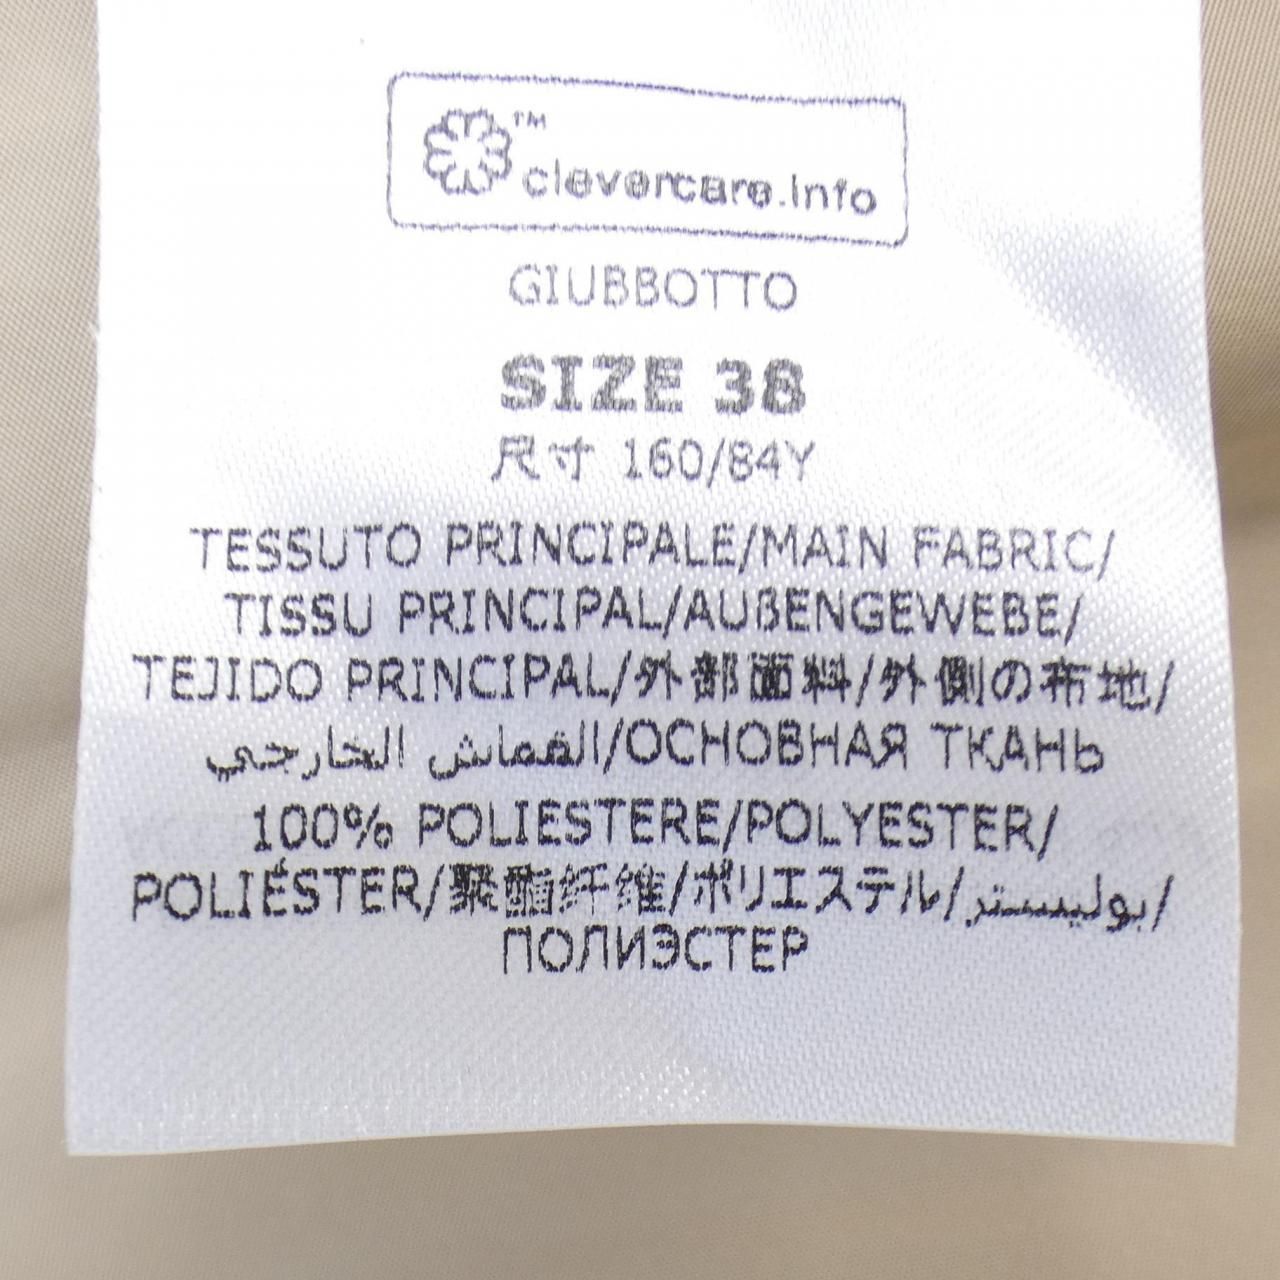 ™
clevercare.info
GIUBBOTTO
SIZE 38
尺寸 160/84Y
TESSUTO PRINCIPALE/MAIN FABRIC/
TISSU PRINCIPAL/AUßENGEWEBE/
TEJIDO PRINCIPAL/外部面料/外側の布地/
القماش الخارجي/ОСНОВНАЯ ТКАНЬ
100% POLIESTERE/POLYESTER/
POLIÉSTER/聚酯纤维/ポリエステル/بوليستر/
ПОЛИЭСТЕР